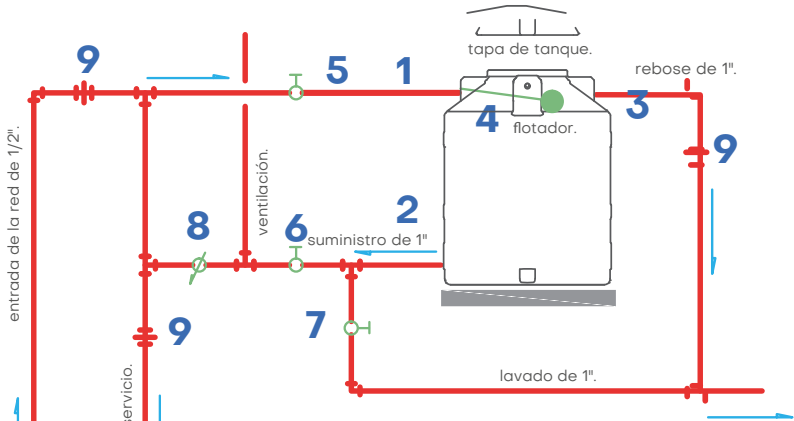 tapa de tanque.
9
5
1
rebose de 1".
3
4
flotador.
entrada de la red de 1/2".
ventilación.
9
2
8
6
suministro de 1"
7
9
lavado de 1".
servicio.